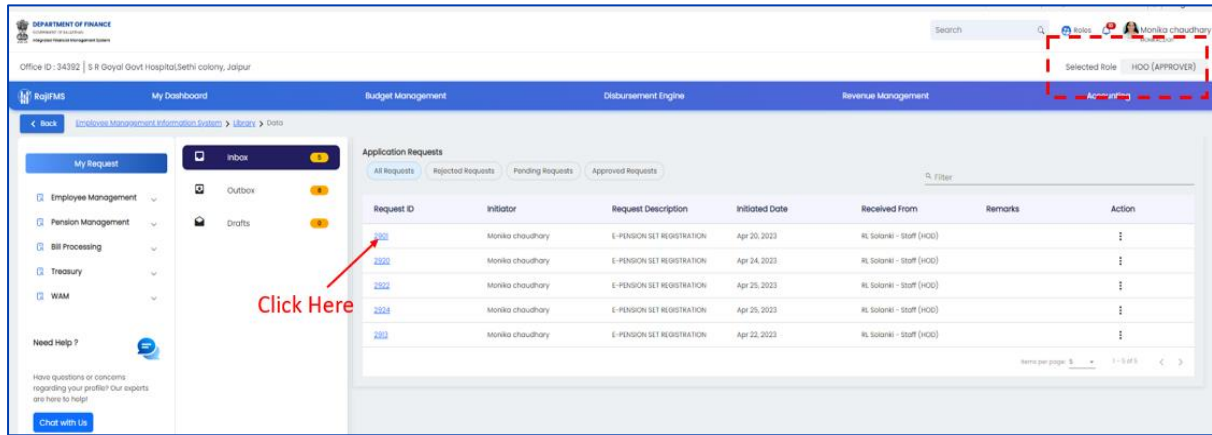 DEPARTMENT OF FINANCE
Integrated Financial Management System
Search
Roles
Monika chaudhary
Office ID : 34392 | S R Goyal Govt Hospital,Sethi colony, Jaipur
Selected Role HOO (APPROVER)
RajIFMS My Dashboard Budget Management Disbursement Engine Revenue Management Accounting
< Back Employee Management Information System > Library > Data
My Request
Employee Management
Pension Management
Bill Processing
Treasury
WAM
Need Help ?
Have questions or concerns
regarding your profile? Our experts
are here to help!
Chat with Us
Inbox 5
Outbox
Drafts 0
Application Requests
All Requests Rejected Requests Pending Requests Approved Requests
Filter
Request ID Initiator Request Description Initiated Date Received From Remarks Action
2901 Monika chaudhary E-PENSION SET REGISTRATION Apr 20, 2023 RL Solanki - Staff (HOD)
2920 Monika chaudhary E-PENSION SET REGISTRATION Apr 24, 2023 RL Solanki - Staff (HOD)
2922 Monika chaudhary E-PENSION SET REGISTRATION Apr 25, 2023 RL Solanki - Staff (HOD)
2924 Monika chaudhary E-PENSION SET REGISTRATION Apr 25, 2023 RL Solanki - Staff (HOD)
2913 Monika chaudhary E-PENSION SET REGISTRATION Apr 22, 2023 RL Solanki - Staff (HOD)
Items per page: 5 1 - 5 of 5 < >
Click Here